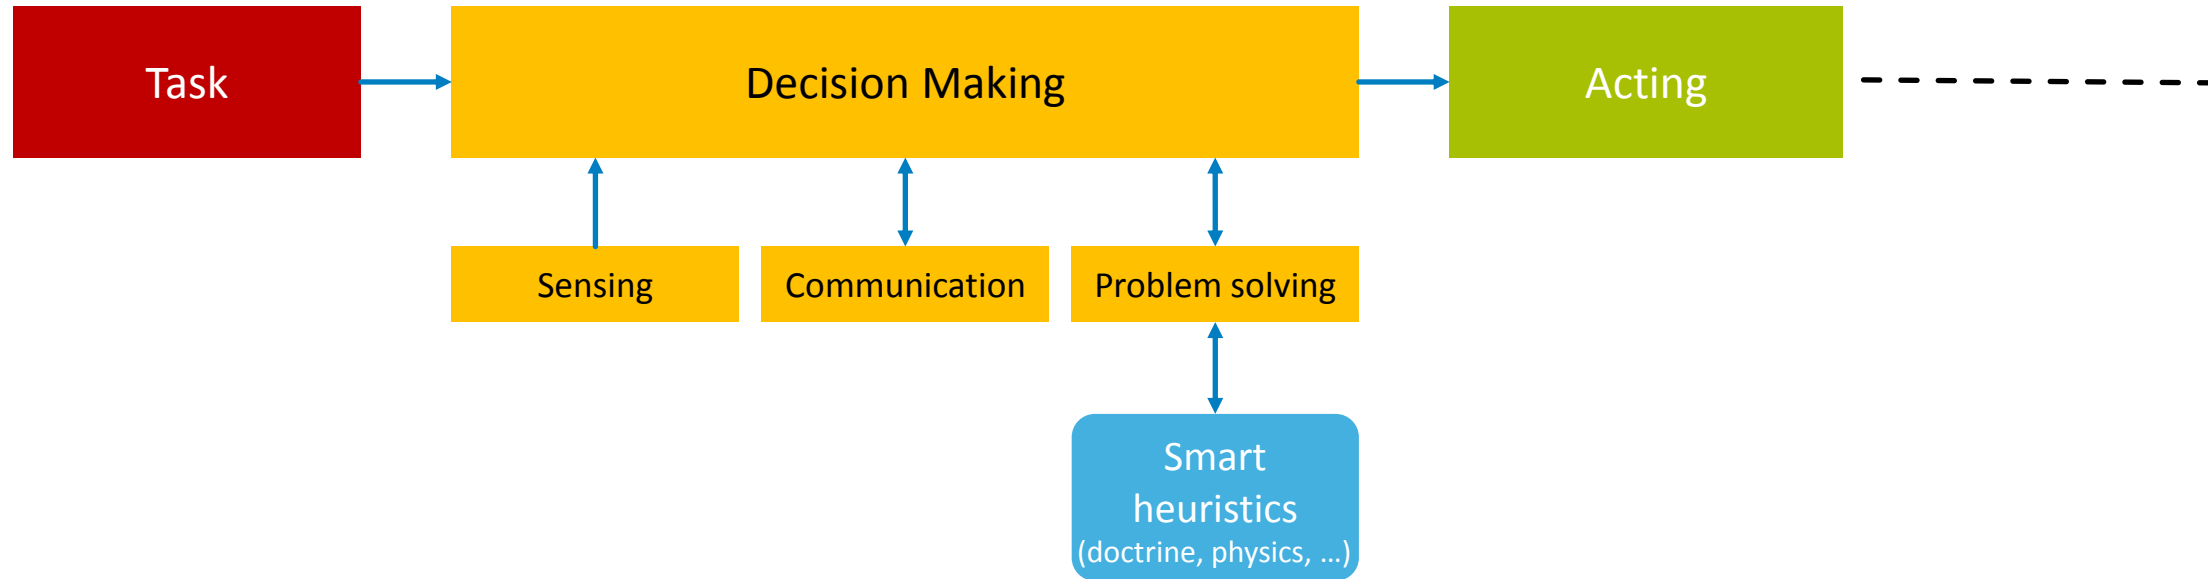 Task
Decision Making
Acting
Sensing
Communication
Problem solving
Smart
heuristics
(doctrine, physics, ...)